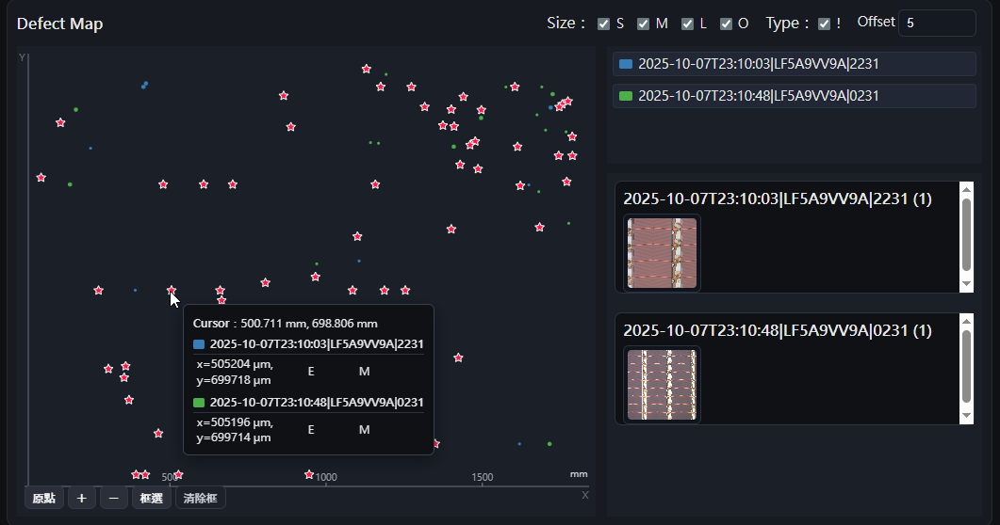 Defect Map
Size : S M L O Type : ! Offset 5
Y
2025-10-07T23:10:03|LF5A9VV9A|2231
2025-10-07T23:10:48|LF5A9VV9A|0231
2025-10-07T23:10:03|LF5A9VV9A|2231 (1)
2025-10-07T23:10:48|LF5A9VV9A|0231 (1)
Cursor : 500.711 mm, 698.806 mm
2025-10-07T23:10:03|LF5A9VV9A|2231
x=505204 μm,
y=699718 μm
E M
2025-10-07T23:10:48|LF5A9VV9A|0231
x=505196 μm,
y=699714 μm
E M
500 1000 1500 mm
X
原點 + − 框選 清除框